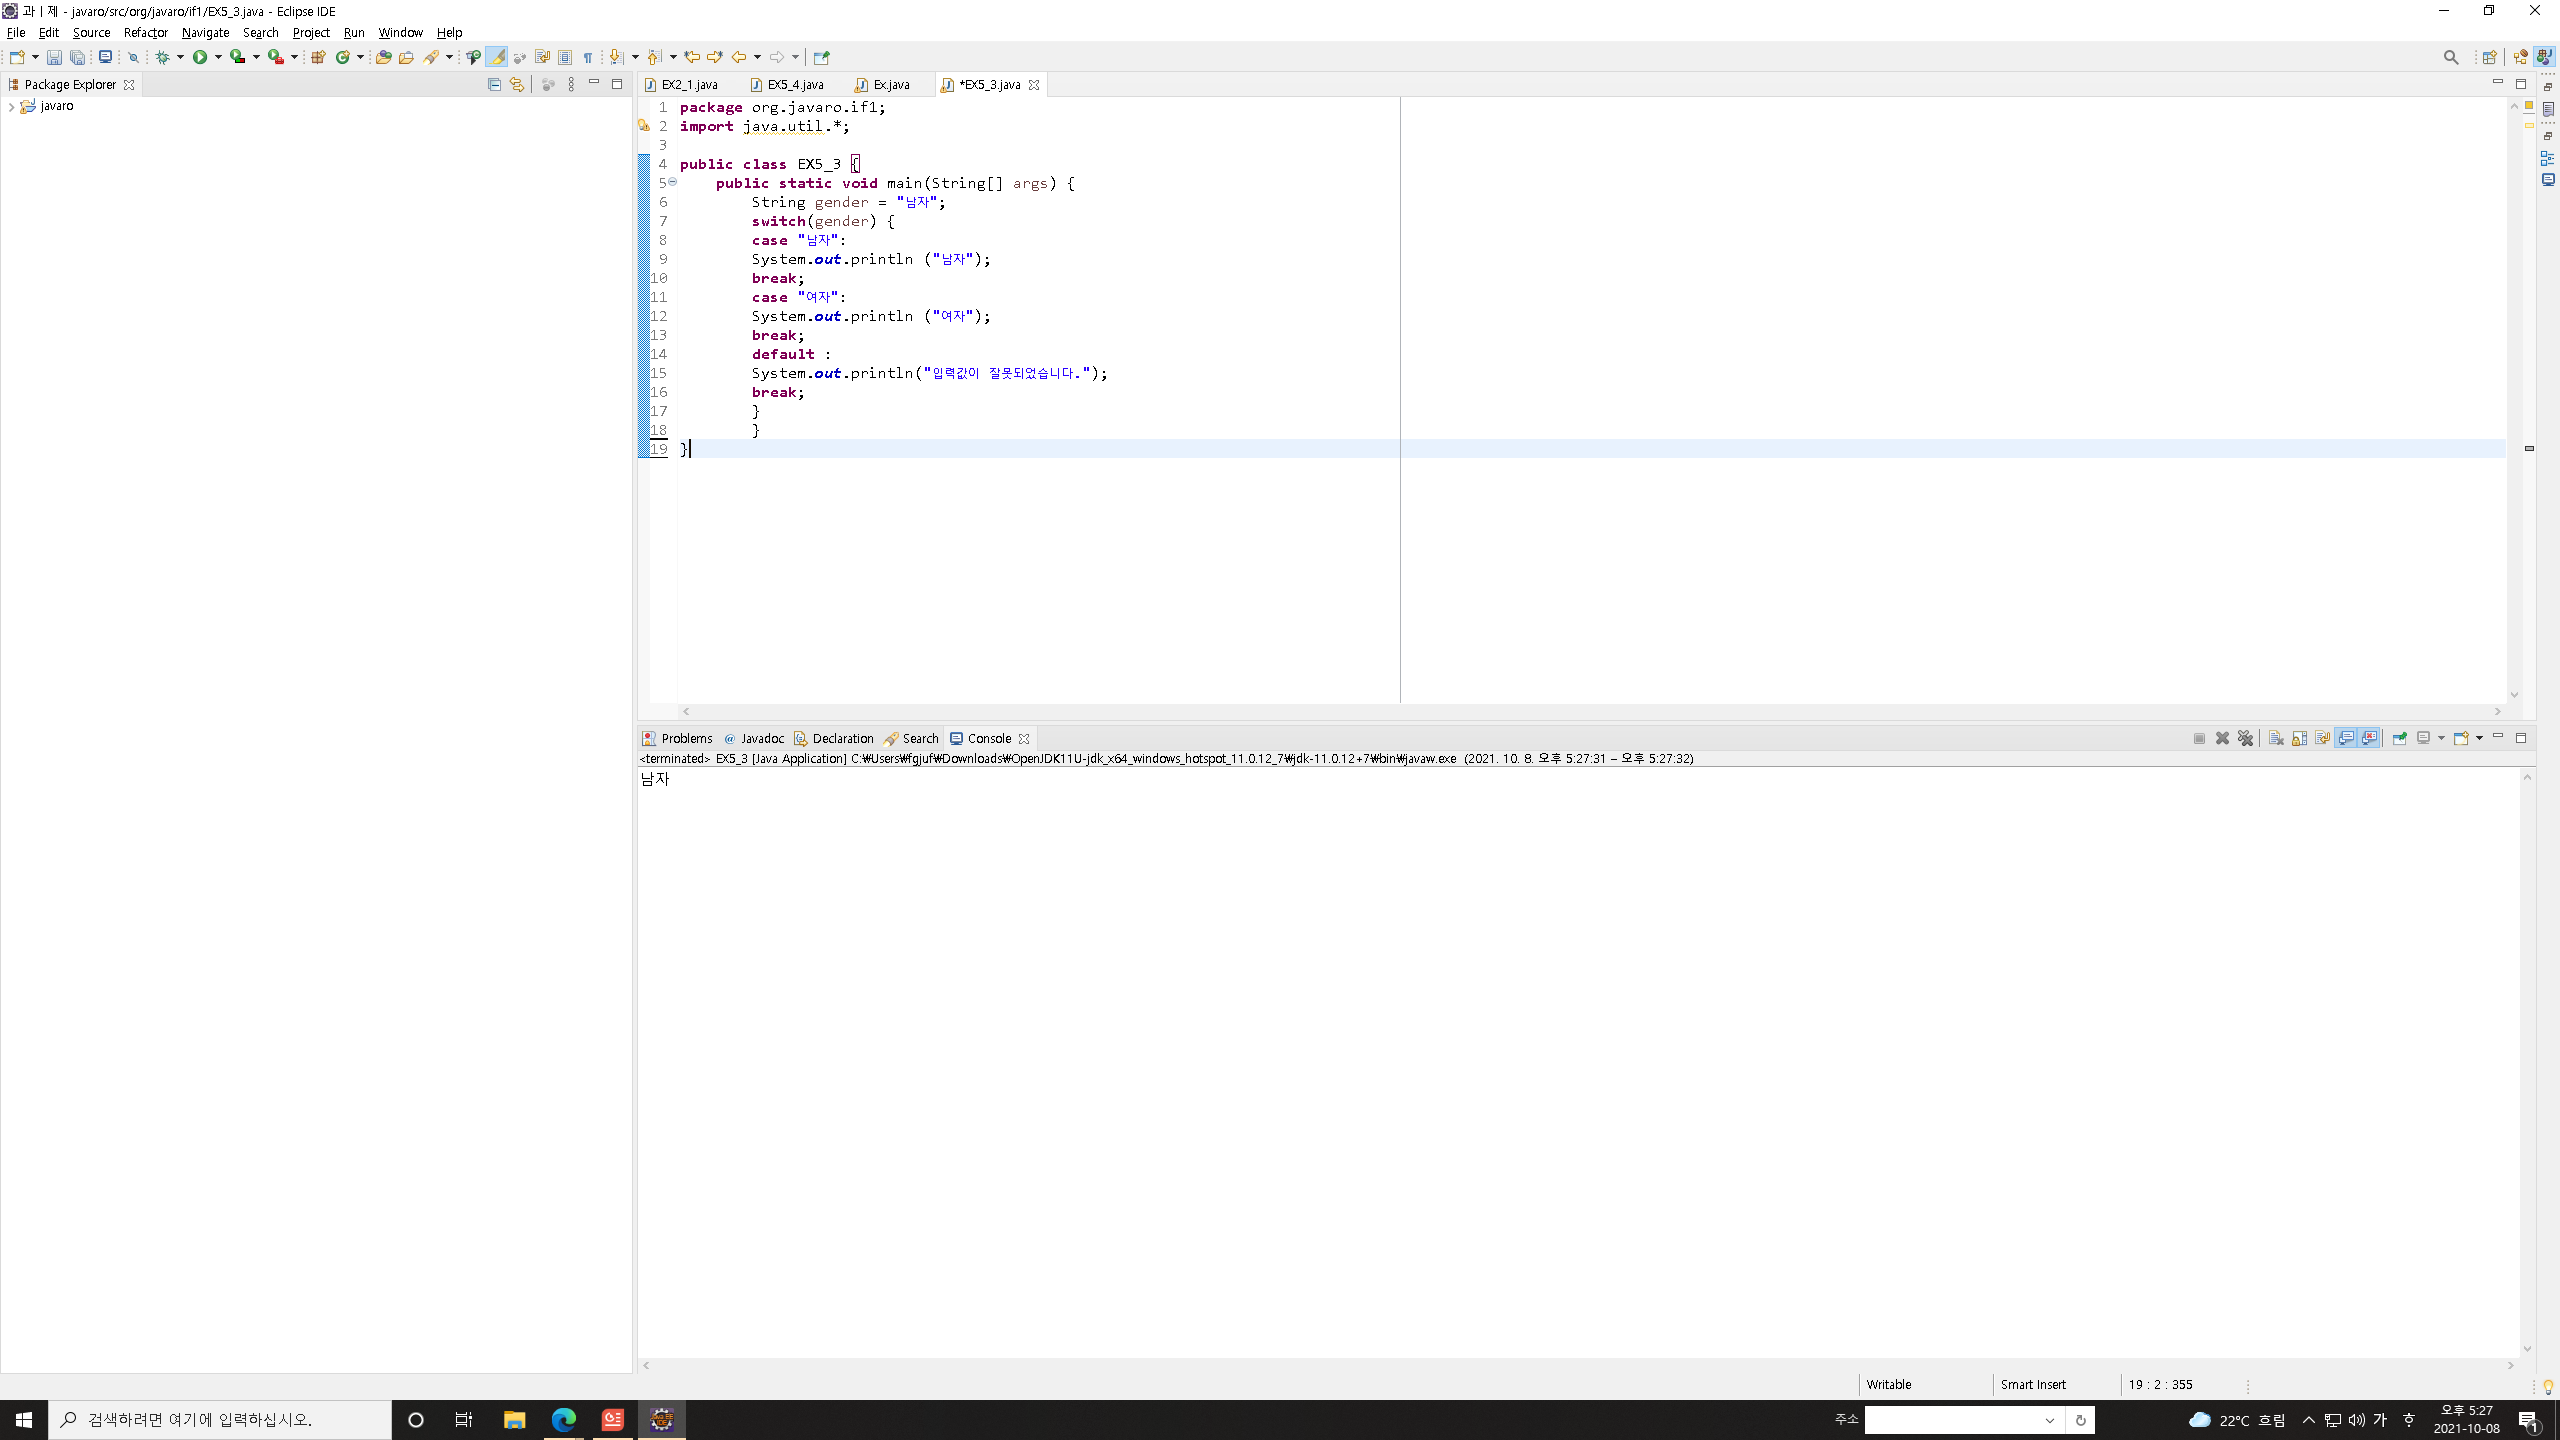 과ㅣ제 - javaro/src/org/javaro/if1/EX5_3.java - Eclipse IDE
File Edit Source Refactor Navigate Search Project Run Window Help
Package Explorer
javaro
EX2_1.java EX5_4.java Ex.java *EX5_3.java
1 package org.javaro.if1;
2 import java.util.*;
3
4 public class EX5_3 {
5 public static void main(String[] args) {
6 String gender = "남자";
7 switch(gender) {
8 case "남자":
9 System.out.println ("남자");
10 break;
11 case "여자":
12 System.out.println ("여자");
13 break;
14 default :
15 System.out.println("입력값이 잘못되었습니다.");
16 break;
17 }
18 }
19 }
Problems @ Javadoc Declaration Search Console
<terminated> EX5_3 [Java Application] C:₩Users₩fgjuf₩Downloads₩OpenJDK11U-jdk_x64_windows_hotspot_11.0.12_7₩jdk-11.0.12+7₩bin₩javaw.exe (2021. 10. 8. 오후 5:27:31 – 오후 5:27:32)
남자
Writable Smart Insert 19 : 2 : 355
검색하려면 여기에 입력하십시오.
주소
22°C 흐림
가
오후 5:27
2021-10-08
1